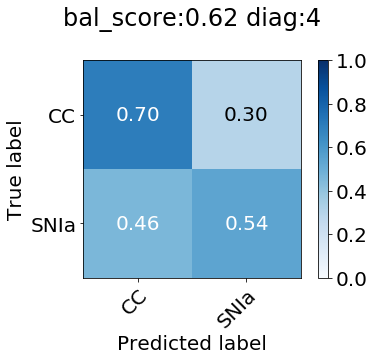 bal_score:0.62 diag:4
True label
CC
0.70
0.30
SNIa
0.46
0.54
CC
SNIa
Predicted label
1.0
0.8
0.6
0.4
0.2
0.0